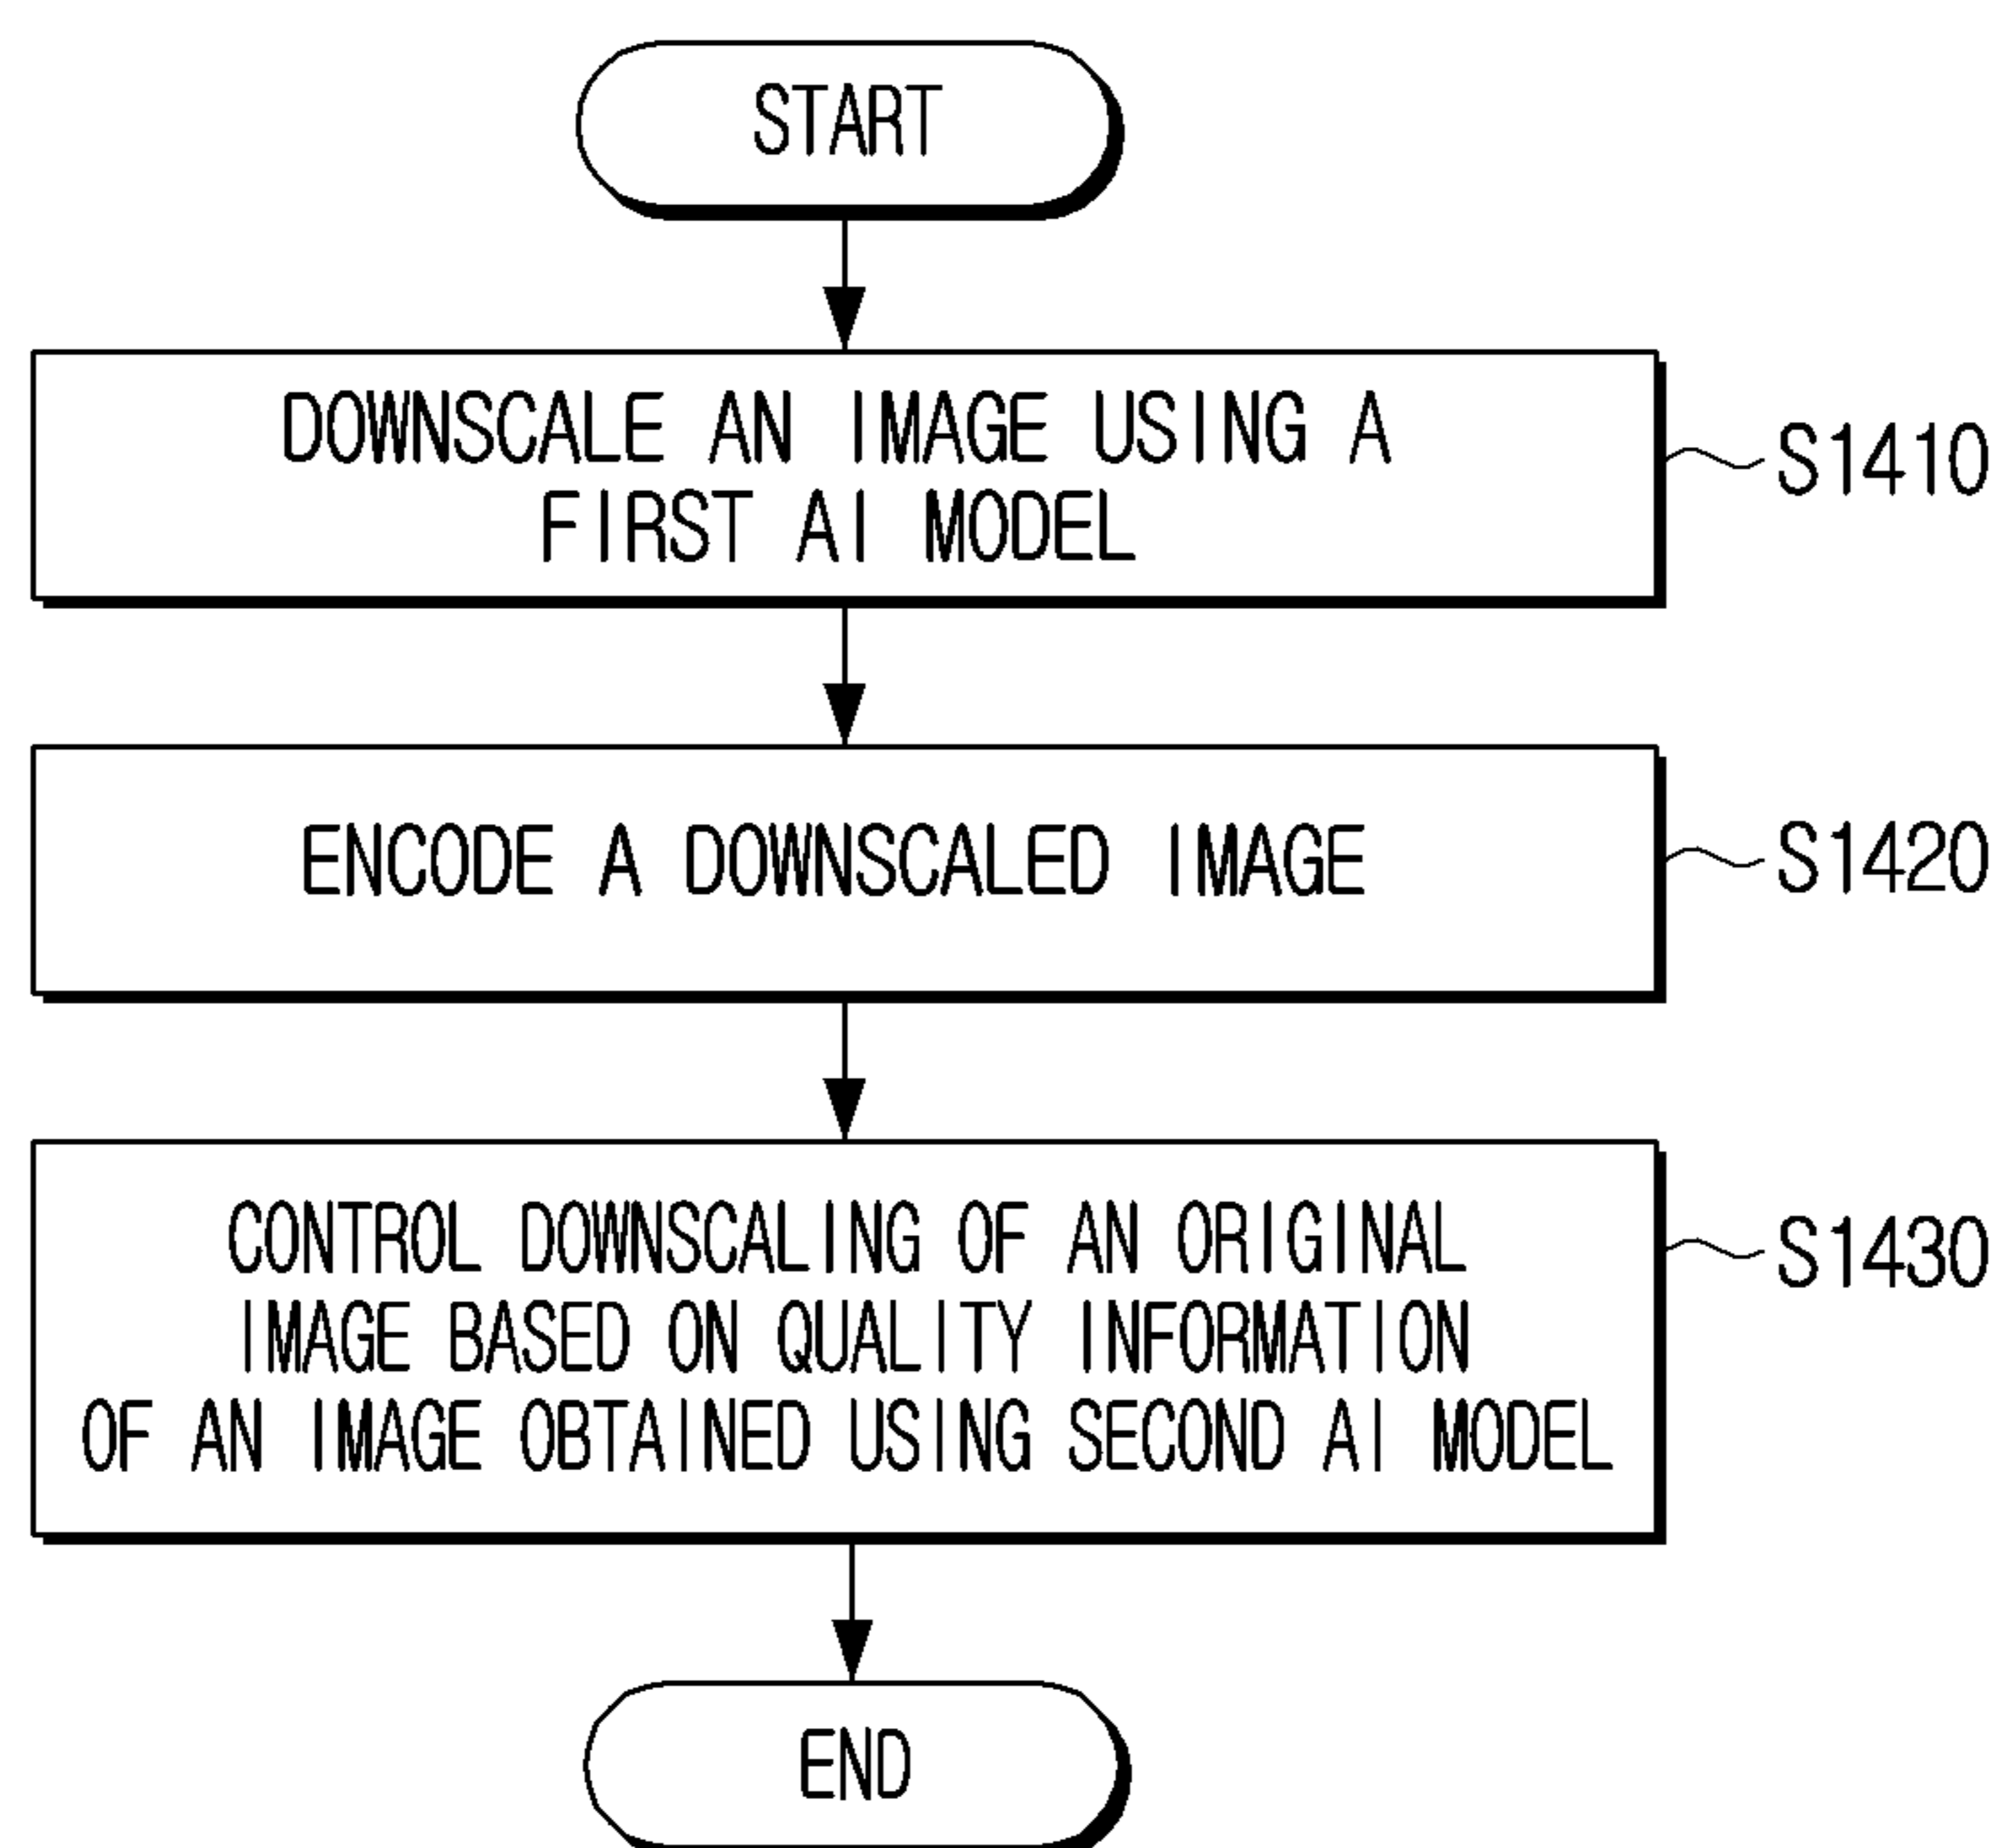 START
DOWNSCALE AN IMAGE USING A
FIRST AI MODEL
S1410
ENCODE A DOWNSCALED IMAGE
S1420
CONTROL DOWNSCALING OF AN ORIGINAL
IMAGE BASED ON QUALITY INFORMATION
OF AN IMAGE OBTAINED USING SECOND AI MODEL
S1430
END